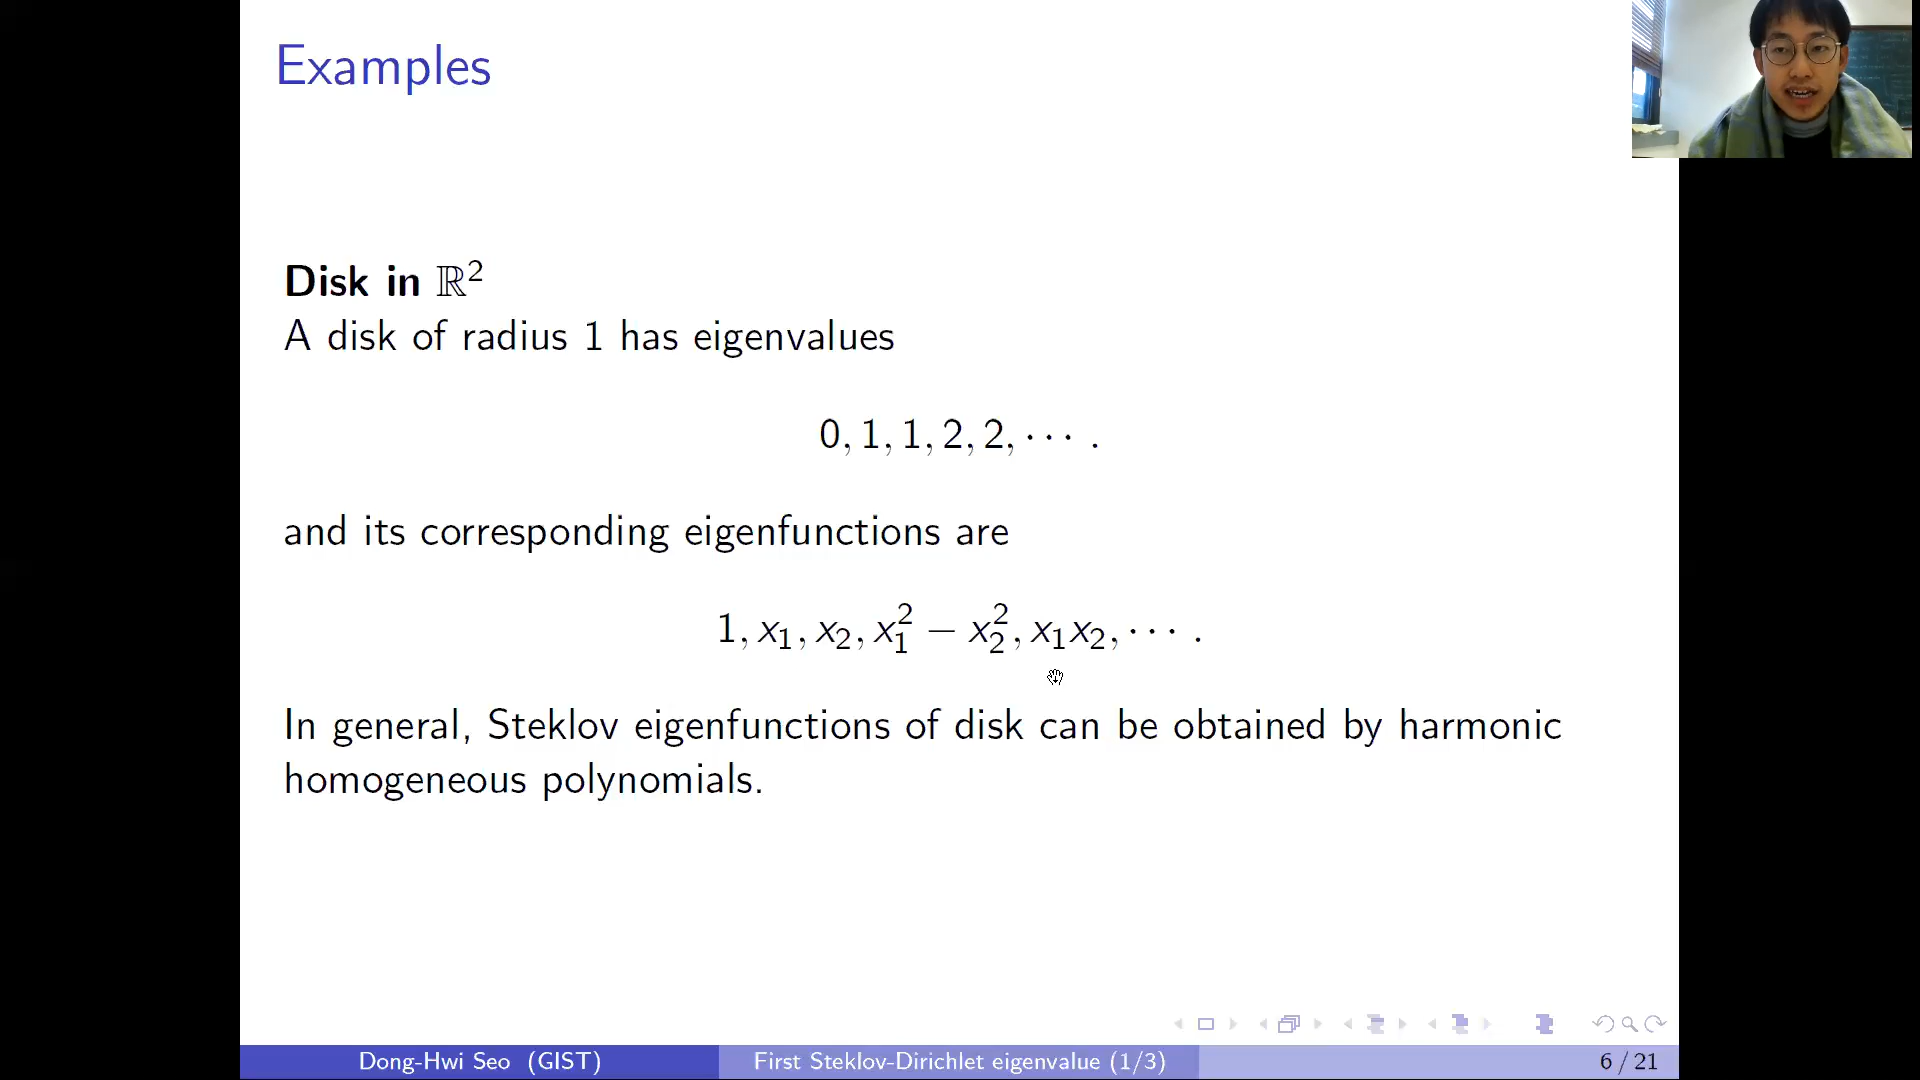 Examples
Disk in ℝ²
A disk of radius 1 has eigenvalues
0, 1, 1, 2, 2, ⋯ .
and its corresponding eigenfunctions are
1, x₁, x₂, x₁² − x₂², x₁x₂, ⋯ .
In general, Steklov eigenfunctions of disk can be obtained by harmonic
homogeneous polynomials.
Dong-Hwi Seo (GIST) First Steklov-Dirichlet eigenvalue (1/3) 6 / 21